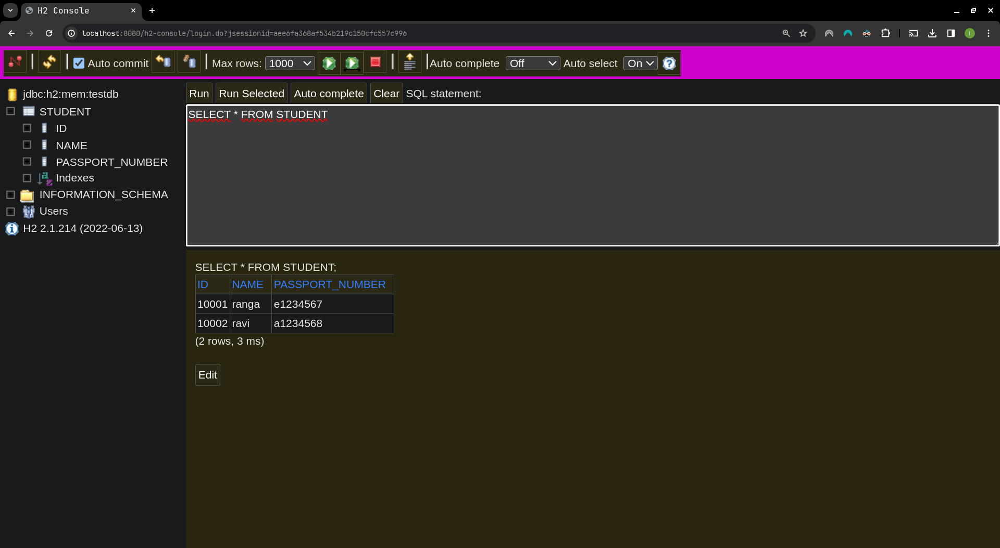 H2 Console
localhost:8080/h2-console/login.do?jsessionid=aee6fa368af534b219c150cfc557c996
I
Auto commit Max rows: 1000 Auto complete Off Auto select On
jdbc:h2:mem:testdb
STUDENT
ID
NAME
PASSPORT_NUMBER
Indexes
INFORMATION_SCHEMA
Users
H2 2.1.214 (2022-06-13)
Run Run Selected Auto complete Clear SQL statement:
SELECT * FROM STUDENT
SELECT * FROM STUDENT;
ID NAME PASSPORT_NUMBER
10001 ranga e1234567
10002 ravi a1234568
(2 rows, 3 ms)
Edit